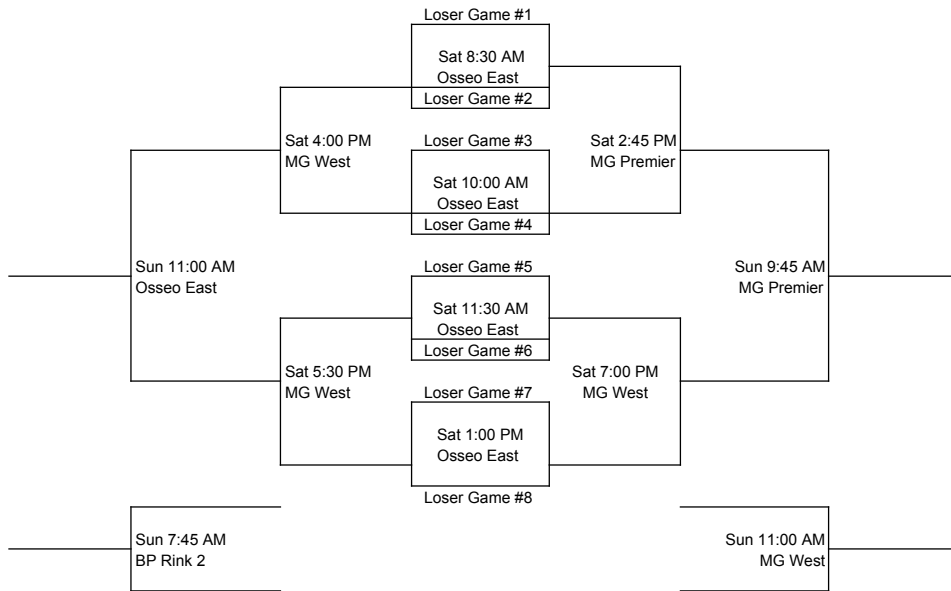 Loser Game #1
Sat 8:30 AM
Osseo East
Loser Game #2
Sat 4:00 PM
MG West
Loser Game #3
Sat 2:45 PM
MG Premier
Sat 10:00 AM
Osseo East
Loser Game #4
Sun 11:00 AM
Osseo East
Loser Game #5
Sun 9:45 AM
MG Premier
Sat 11:30 AM
Osseo East
Loser Game #6
Sat 5:30 PM
MG West
Sat 7:00 PM
MG West
Loser Game #7
Sat 1:00 PM
Osseo East
Loser Game #8
Sun 7:45 AM
BP Rink 2
Sun 11:00 AM
MG West